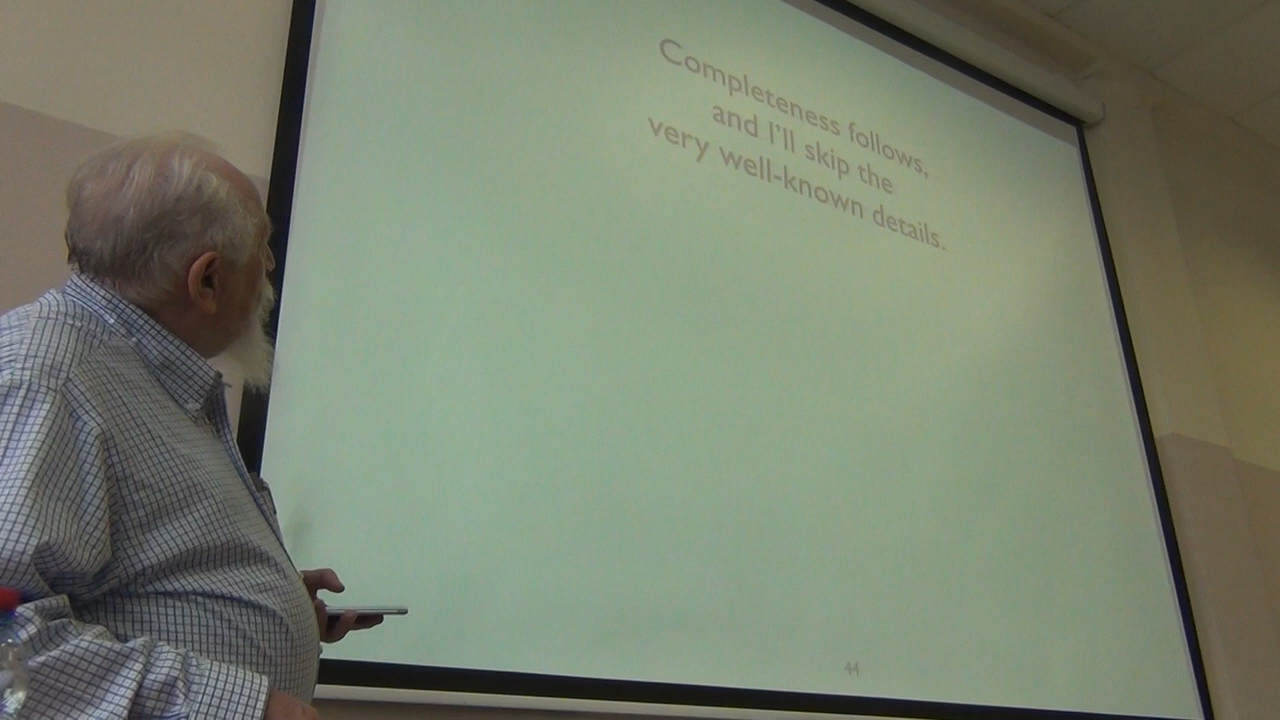 Completeness follows,
and I'll skip the
very well-known details.
44